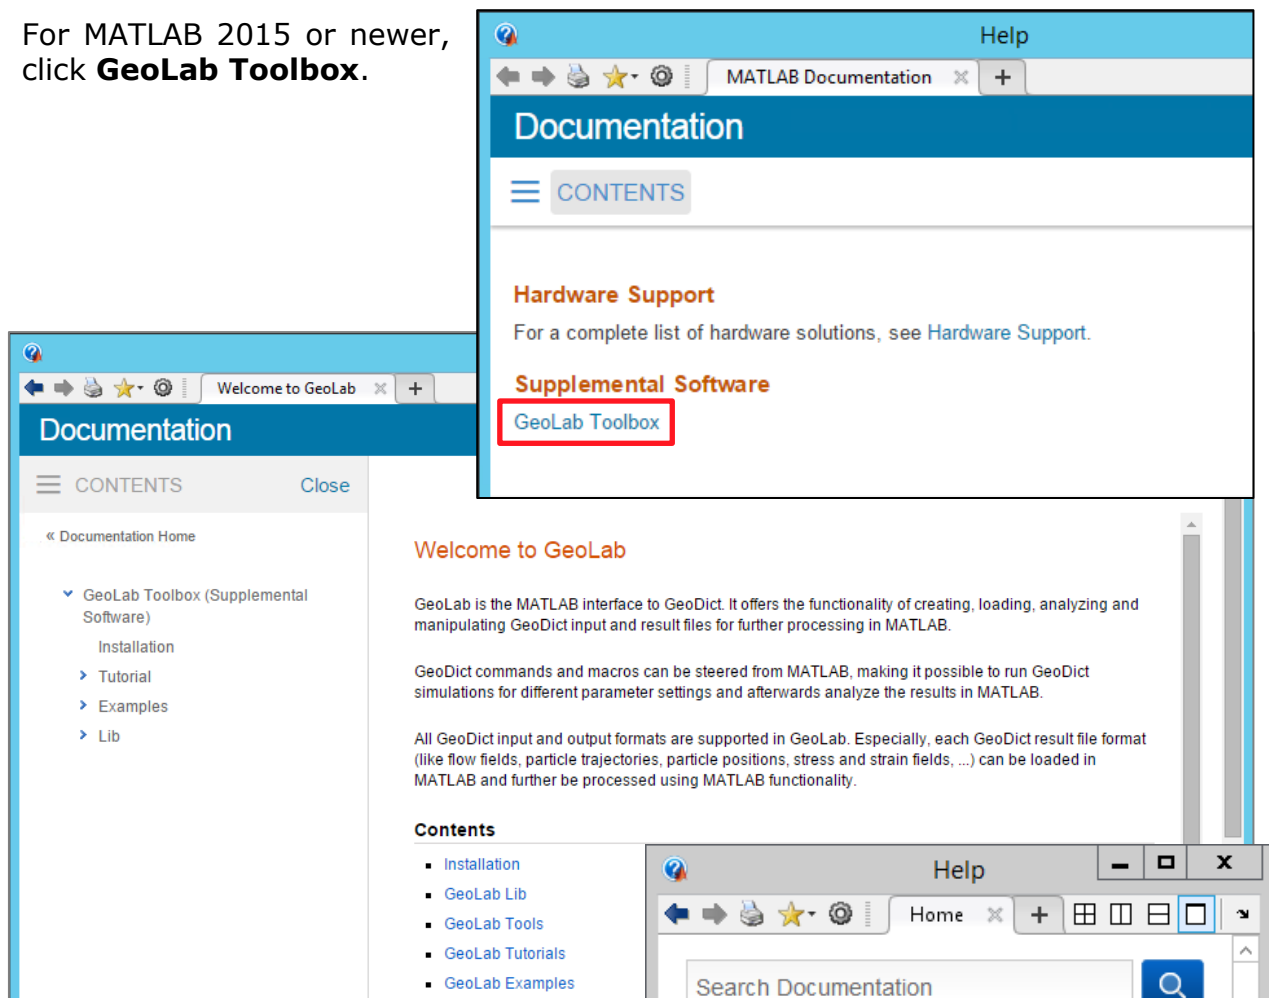 For MATLAB 2015 or newer,
click GeoLab Toolbox.
Help
MATLAB Documentation
Documentation
CONTENTS
Hardware Support
For a complete list of hardware solutions, see Hardware Support.
Supplemental Software
GeoLab Toolbox
Welcome to GeoLab
Documentation
CONTENTS Close
« Documentation Home
GeoLab Toolbox (Supplemental
Software)
Installation
Tutorial
Examples
Lib
Welcome to GeoLab
GeoLab is the MATLAB interface to GeoDict. It offers the functionality of creating, loading, analyzing and
manipulating GeoDict input and result files for further processing in MATLAB.
GeoDict commands and macros can be steered from MATLAB, making it possible to run GeoDict
simulations for different parameter settings and afterwards analyze the results in MATLAB.
All GeoDict input and output formats are supported in GeoLab. Especially, each GeoDict result file format
(like flow fields, particle trajectories, particle positions, stress and strain fields, ...) can be loaded in
MATLAB and further be processed using MATLAB functionality.
Contents
Installation
GeoLab Lib
GeoLab Tools
GeoLab Tutorials
GeoLab Examples
Help
Home
Search Documentation